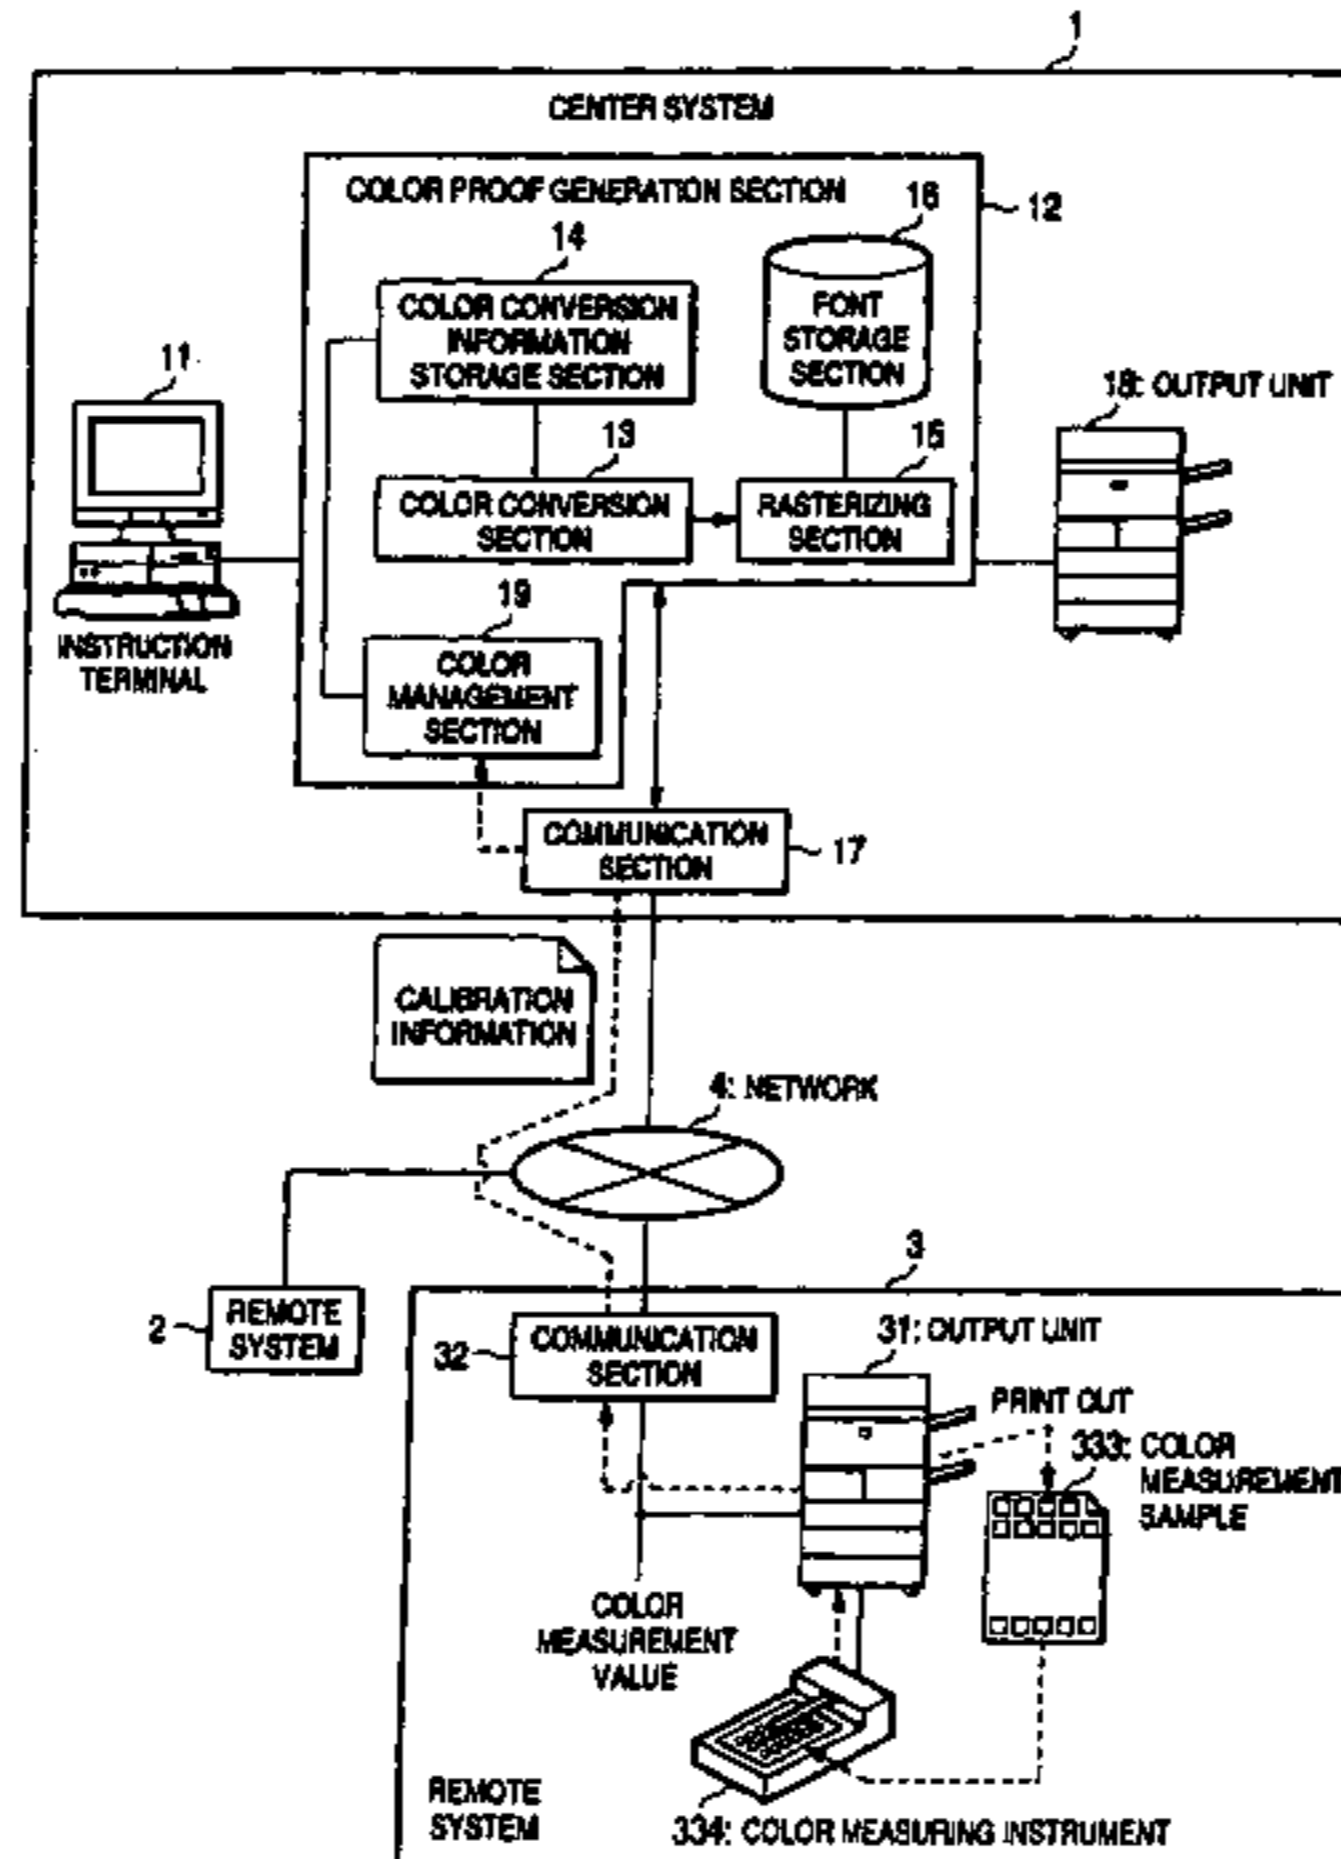 1
CENTER SYSTEM
COLOR PROOF GENERATION SECTION
12
14
16
COLOR CONVERSION
INFORMATION
STORAGE SECTION
FONT
STORAGE
SECTION
11
18: OUTPUT UNIT
13
15
COLOR CONVERSION
SECTION
RASTERIZING
SECTION
INSTRUCTION
TERMINAL
19
COLOR
MANAGEMENT
SECTION
COMMUNICATION
SECTION
17
CALIBRATION
INFORMATION
4: NETWORK
3
2
REMOTE
SYSTEM
32
COMMUNICATION
SECTION
31: OUTPUT UNIT
PRINT OUT
333: COLOR
MEASUREMENT
SAMPLE
COLOR
MEASUREMENT
VALUE
REMOTE
SYSTEM
334: COLOR MEASURING INSTRUMENT